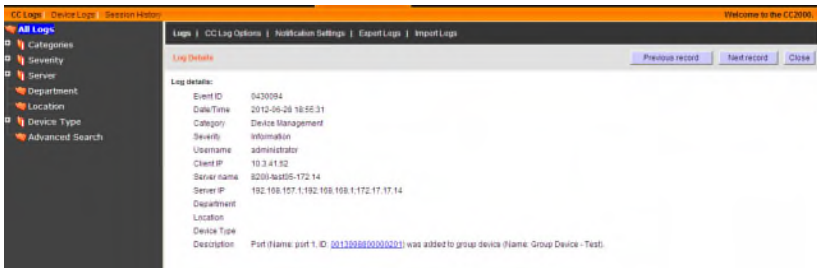 CC Logs | Device Logs | Session History
Welcome to the CC2000.
All Logs
Categories
Severity
Server
Department
Location
Device Type
Advanced Search
Logs | CC Log Options | Notification Settings | Export Logs | Import Logs
Log Details
Previous record
Next record
Close
Log details:
Event ID 0430094
Date/Time 2012-06-28 18:55:31
Category Device Management
Severity Information
Username administrator
Client IP 10.3.41.52
Server name 8200-test05-172.14
Server IP 192.168.157.1;192.168.169.1;172.17.17.14
Department
Location
Device Type
Description Port (Name: port 1, ID: ) was added to group device (Name: Group Device - Test).